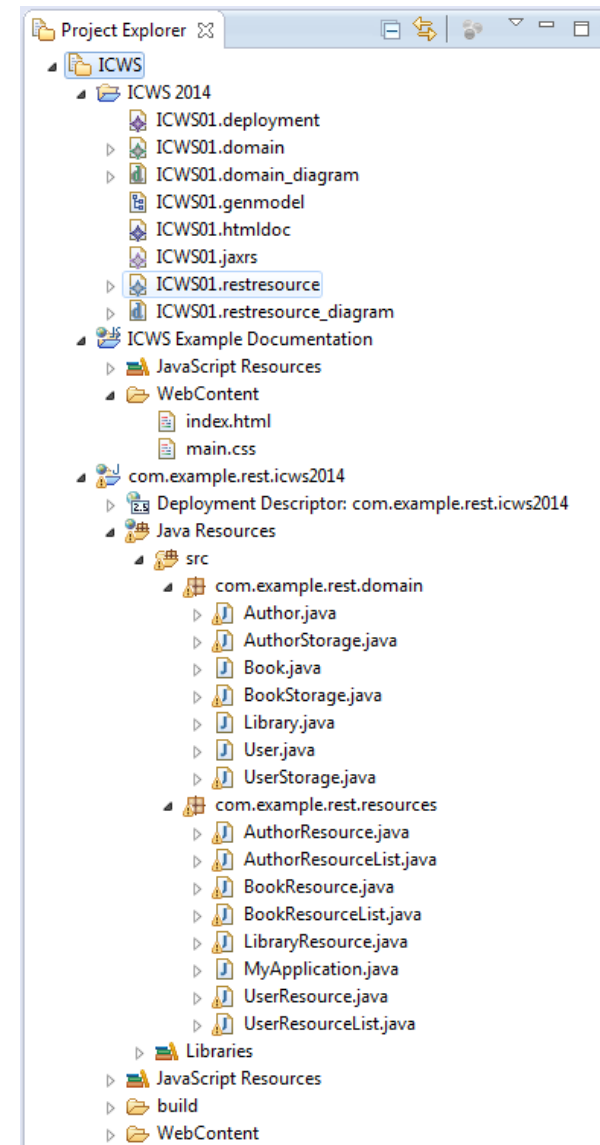 Project Explorer
ICWS
ICWS 2014
ICWS01.deployment
ICWS01.domain
ICWS01.domain_diagram
ICWS01.genmodel
ICWS01.htmldoc
ICWS01.jaxrs
ICWS01.restresource
ICWS01.restresource_diagram
ICWS Example Documentation
JavaScript Resources
WebContent
index.html
main.css
com.example.rest.icws2014
2.5 Deployment Descriptor: com.example.rest.icws2014
Java Resources
src
com.example.rest.domain
Author.java
AuthorStorage.java
Book.java
BookStorage.java
Library.java
User.java
UserStorage.java
com.example.rest.resources
AuthorResource.java
AuthorResourceList.java
BookResource.java
BookResourceList.java
LibraryResource.java
MyApplication.java
UserResource.java
UserResourceList.java
Libraries
JavaScript Resources
build
WebContent